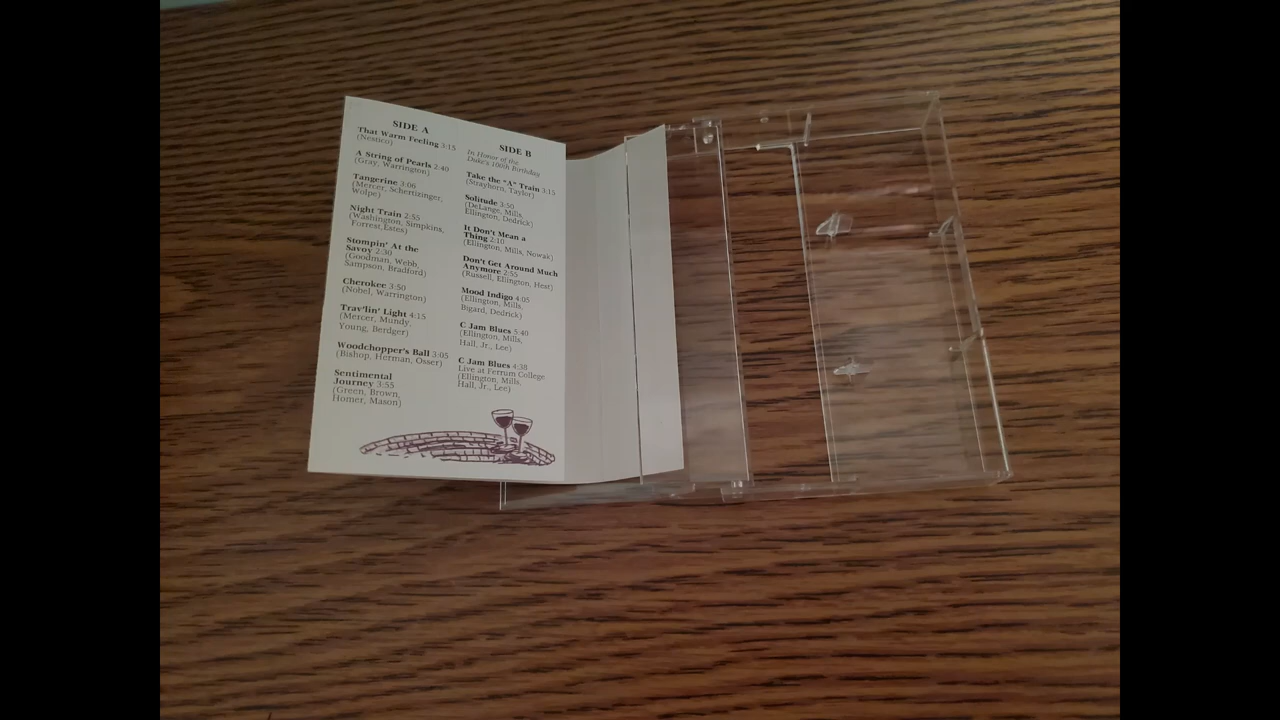 SIDE A
That Warm Feeling 3:15
(Nestico)
A String of Pearls 2:40
(Gray, Warrington)
Tangerine 3:06
(Mercer, Schertizinger,
Wolpe)
Night Train 2:55
(Washington, Simpkins,
Forrest,Estes)
Stompin' At the
Savoy 2:30
(Goodman, Webb,
Sampson, Bradford)
Cherokee 3:50
(Nobel, Warrington)
Trav'lin' Light 4:15
(Mercer, Mundy,
Young, Berdger)
Woodchopper's Ball 3:05
(Bishop, Herman, Osser)
Sentimental
Journey 3:55
(Green, Brown,
Homer, Mason)
SIDE B
In Honor of the
Duke's 100th Birthday
Take the "A" Train 3:15
(Strayhorn, Taylor)
Solitude 3:50
(DeLange, Mills,
Ellington, Dedrick)
It Don't Mean a
Thing 2:10
(Ellington, Mills, Nowak)
Don't Get Around Much
Anymore 2:55
(Russell, Ellington, Hest)
Mood Indigo 4:05
(Ellington, Mills,
Bigard, Dedrick)
C Jam Blues 5:40
(Ellington, Mills,
Hall, Jr., Lee)
C Jam Blues 4:38
Live at Ferrum College
(Ellington, Mills,
Hall, Jr., Lee)